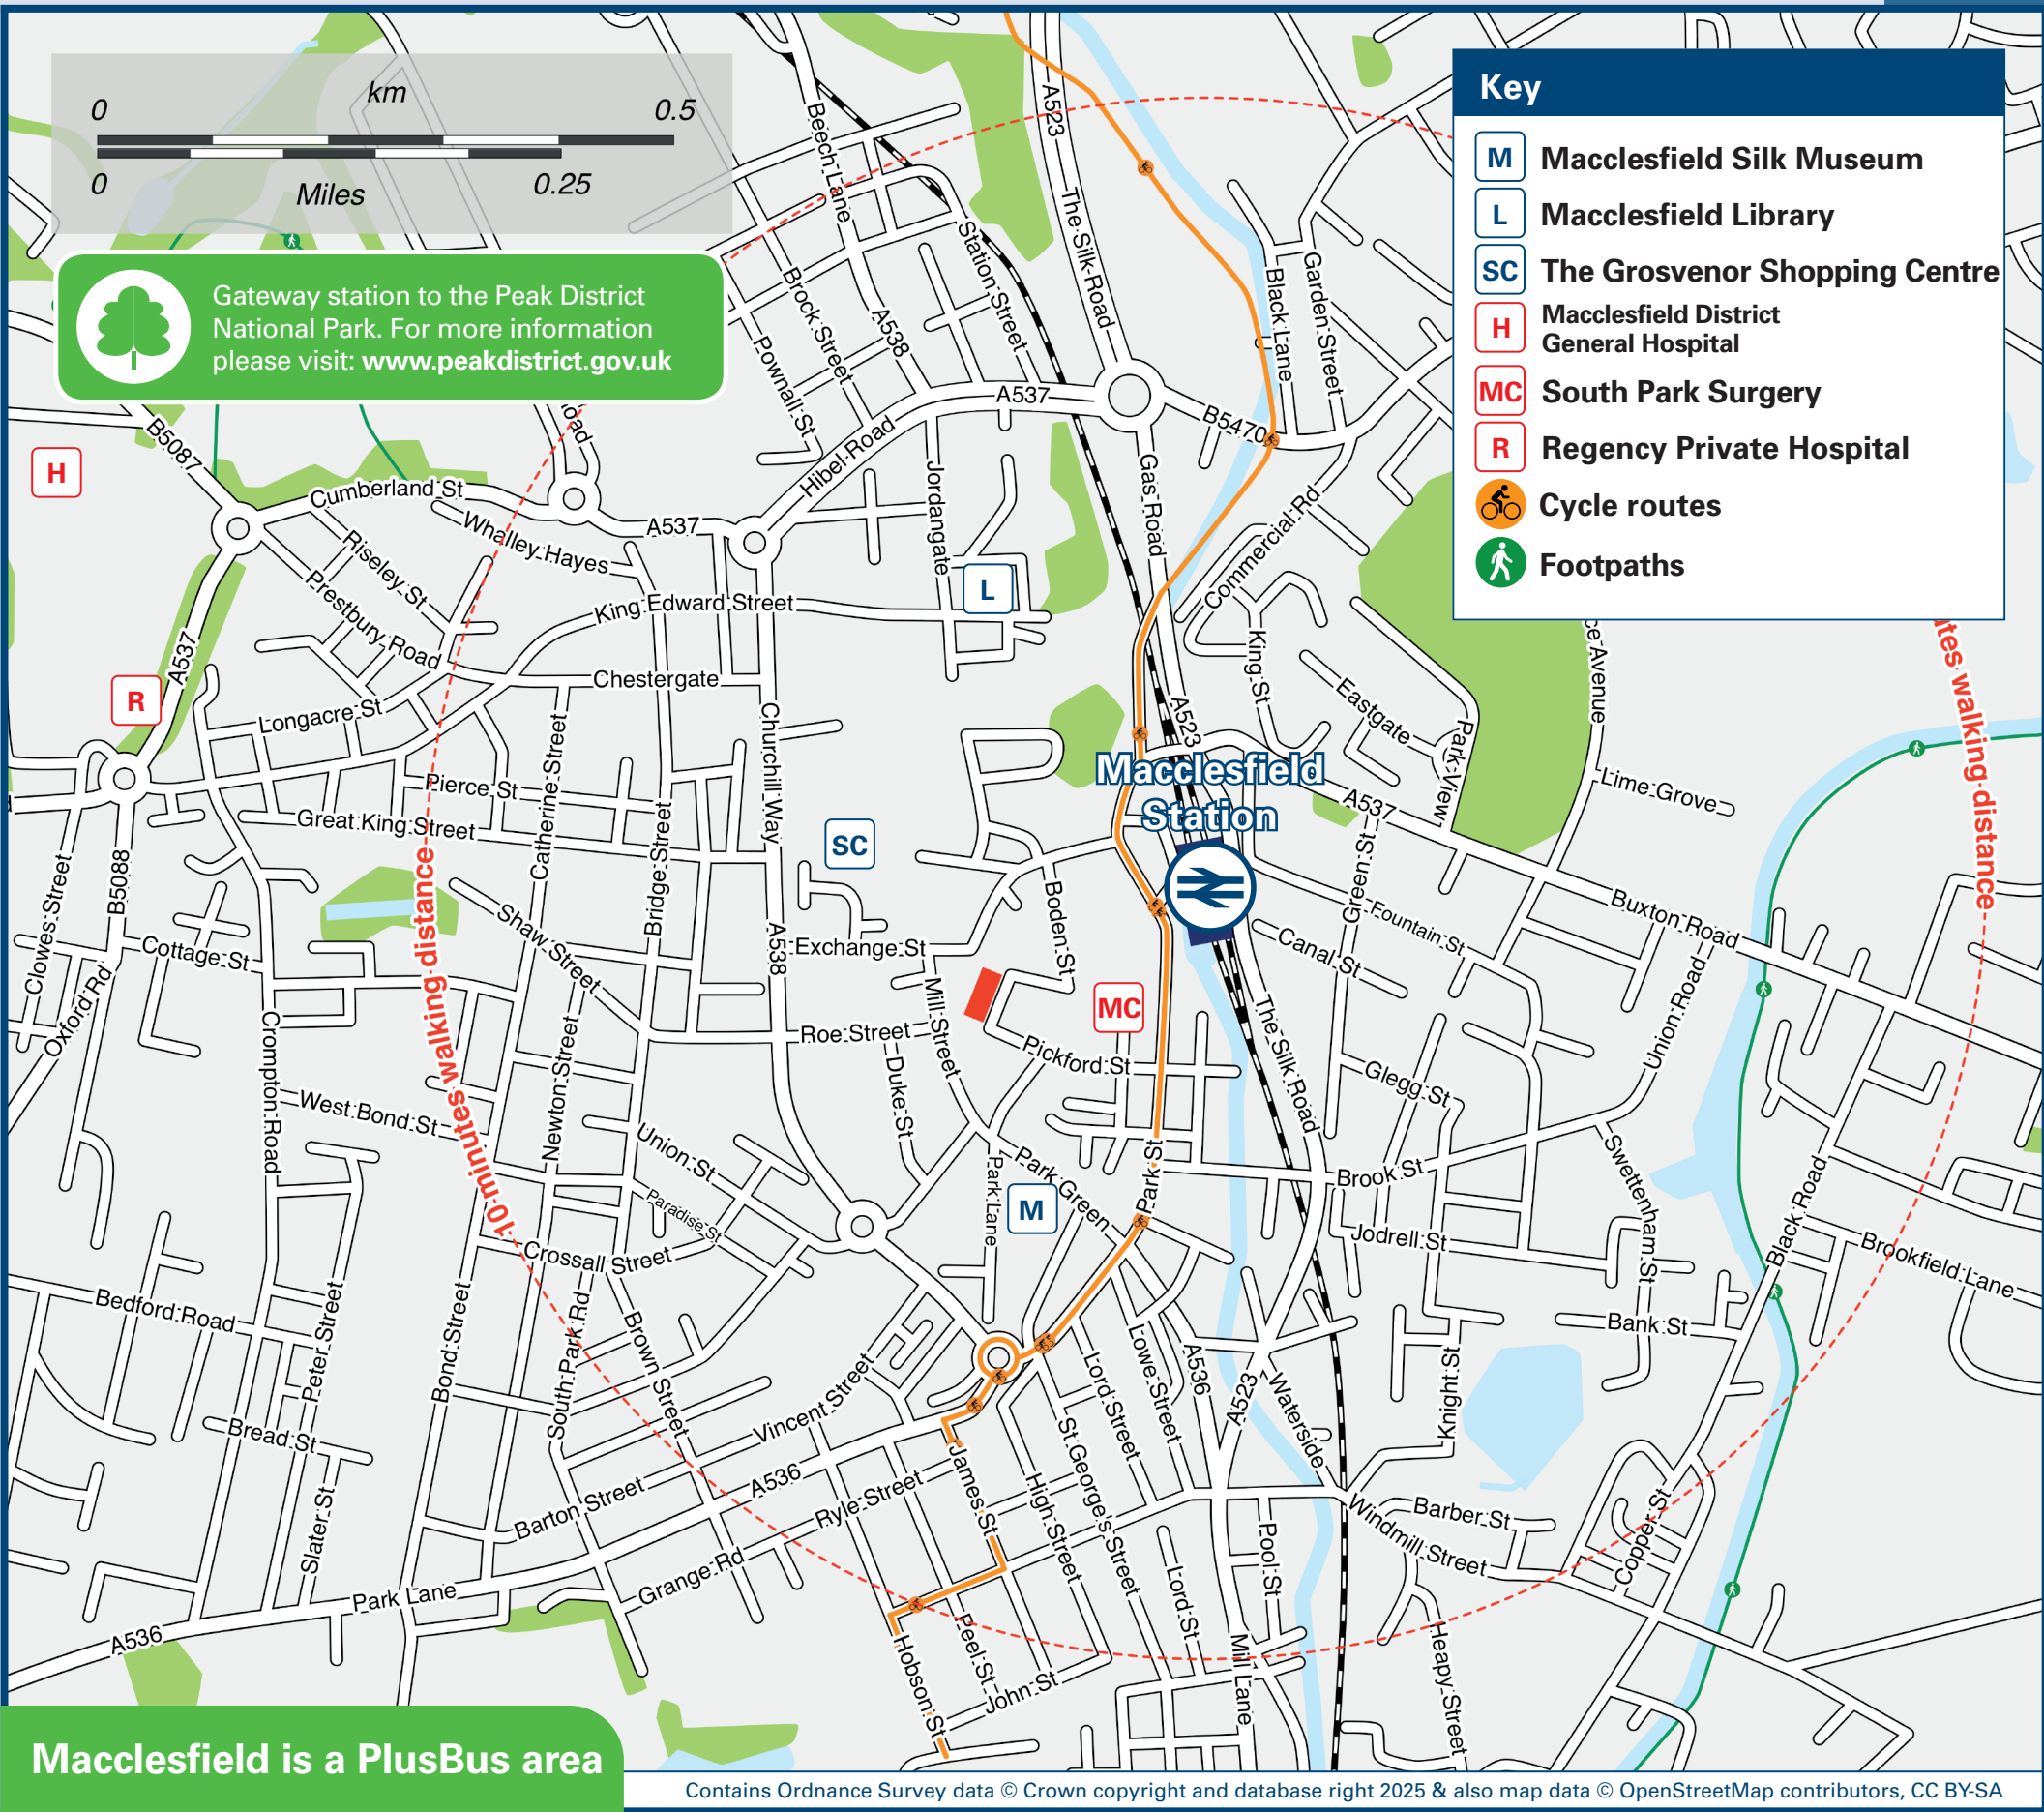 km
0
0.5
0
0.25
Miles
Gateway station to the Peak District
National Park. For more information
please visit: www.peakdistrict.gov.uk
Key
M
Macclesfield Silk Museum
L
Macclesfield Library
SC
The Grosvenor Shopping Centre
H
Macclesfield District
General Hospital
MC
South Park Surgery
R
Regency Private Hospital
Cycle routes
Footpaths
A523
Beech Lane
The Silk Road
Station Street
Brock Street
A538
Pownall St
Black Lane
Garden Street
A537
B5470
Hibel Road
B5087
H
Cumberland St
Whalley Hayes
A537
Riseley St
Prestbury Road
Jordangate
Gas Road
Commercial Rd
L
King Edward Street
King St
A537
R
Chestergate
Longacre St
Churchill Way
A523
Eastgate
Park View
Lime Grove
Macclesfield
Station
A537
Pierce St
Great King Street
Catherine Street
Bridge Street
SC
Green St
Fountain St
Buxton Road
Canal St
Clowes Street
B5088
Cottage St
Oxford Rd
Shaw Street
A538
Exchange St
Boden St
Mill Street
MC
Roe Street
Pickford St
Duke St
The Silk Road
Union Road
Glegg St
Crompton Road
West Bond St
Newton Street
Union St
Paradise St
Park Lane
Park Green
M
Park St
Brook St
Swettenham St
Jodrell St
Black Road
Brookfield Lane
Bank St
Crossall Street
Bedford Road
Peter Street
Bond Street
South Park Rd
Brown Street
Vincent Street
Bread St
Slater St
Barton Street
A536
Ryle Street
Grange Rd
Park Lane
A536
James St
High Street
St George's Street
Lord Street
Lowe Street
A536
A523
Waterside
Knight St
Windmill Street
Barber St
Copper St
Pool St
Lord St
Mill Lane
Heapy Street
Hobson St
Peel St
John St
10 minutes walking distance
walking distance
Macclesfield is a PlusBus area
Contains Ordnance Survey data © Crown copyright and database right 2025 & also map data © OpenStreetMap contributors, CC BY-SA